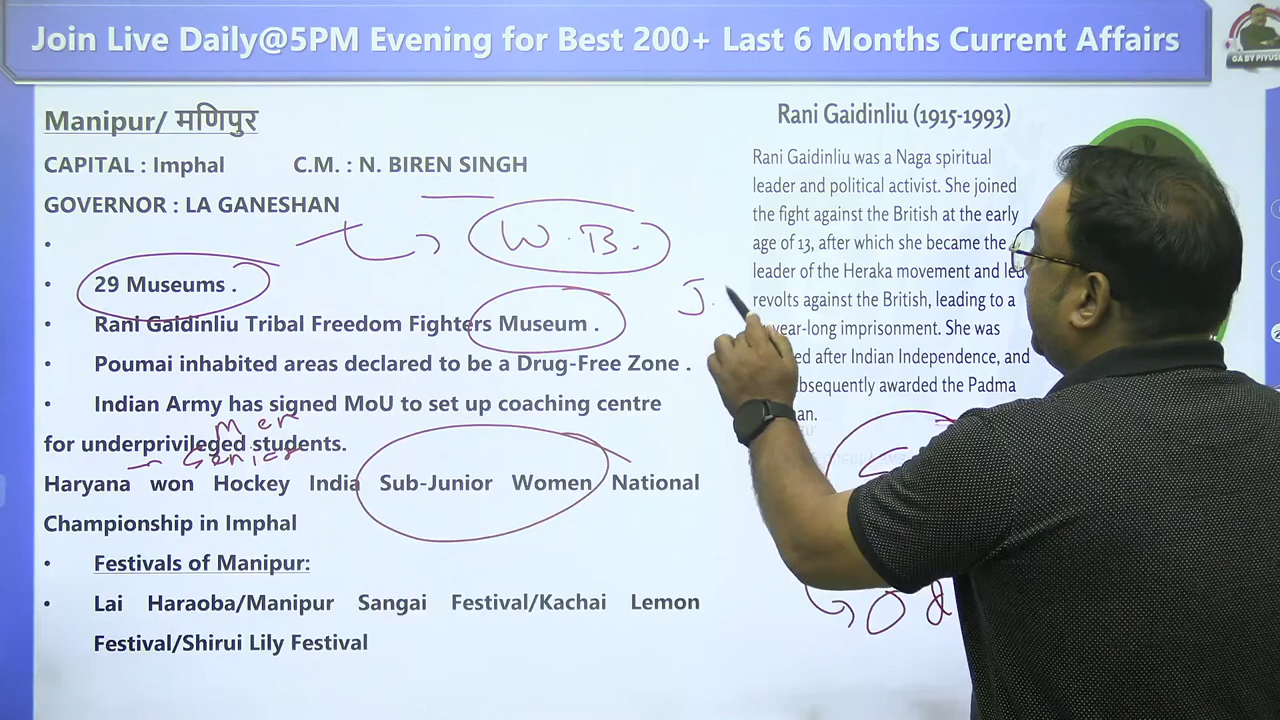 Join Live Daily@5PM Evening for Best 200+ Last 6 Months Current Affairs
GA BY PIYUSH
Manipur/ मणिपुर
CAPITAL : Imphal C.M. : N. BIREN SINGH
GOVERNOR : LA GANESHAN
W.B.
• 29 Museums .
• Rani Gaidinliu Tribal Freedom Fighters Museum .
• Poumai inhabited areas declared to be a Drug-Free Zone .
• Indian Army has signed MoU to set up coaching centre
Men
for underprivileged students.
Senior
Haryana won Hockey India Sub-Junior Women National
Championship in Imphal
• Festivals of Manipur:
• Lai Haraoba/Manipur Sangai Festival/Kachai Lemon
Festival/Shirui Lily Festival
Rani Gaidinliu (1915-1993)
Rani Gaidinliu was a Naga spiritual
leader and political activist. She joined
the fight against the British at the early
age of 13, after which she became the
leader of the Heraka movement and led
revolts against the British, leading to a
year-long imprisonment. She was
after Indian Independence, and
awarded the Padma
J.